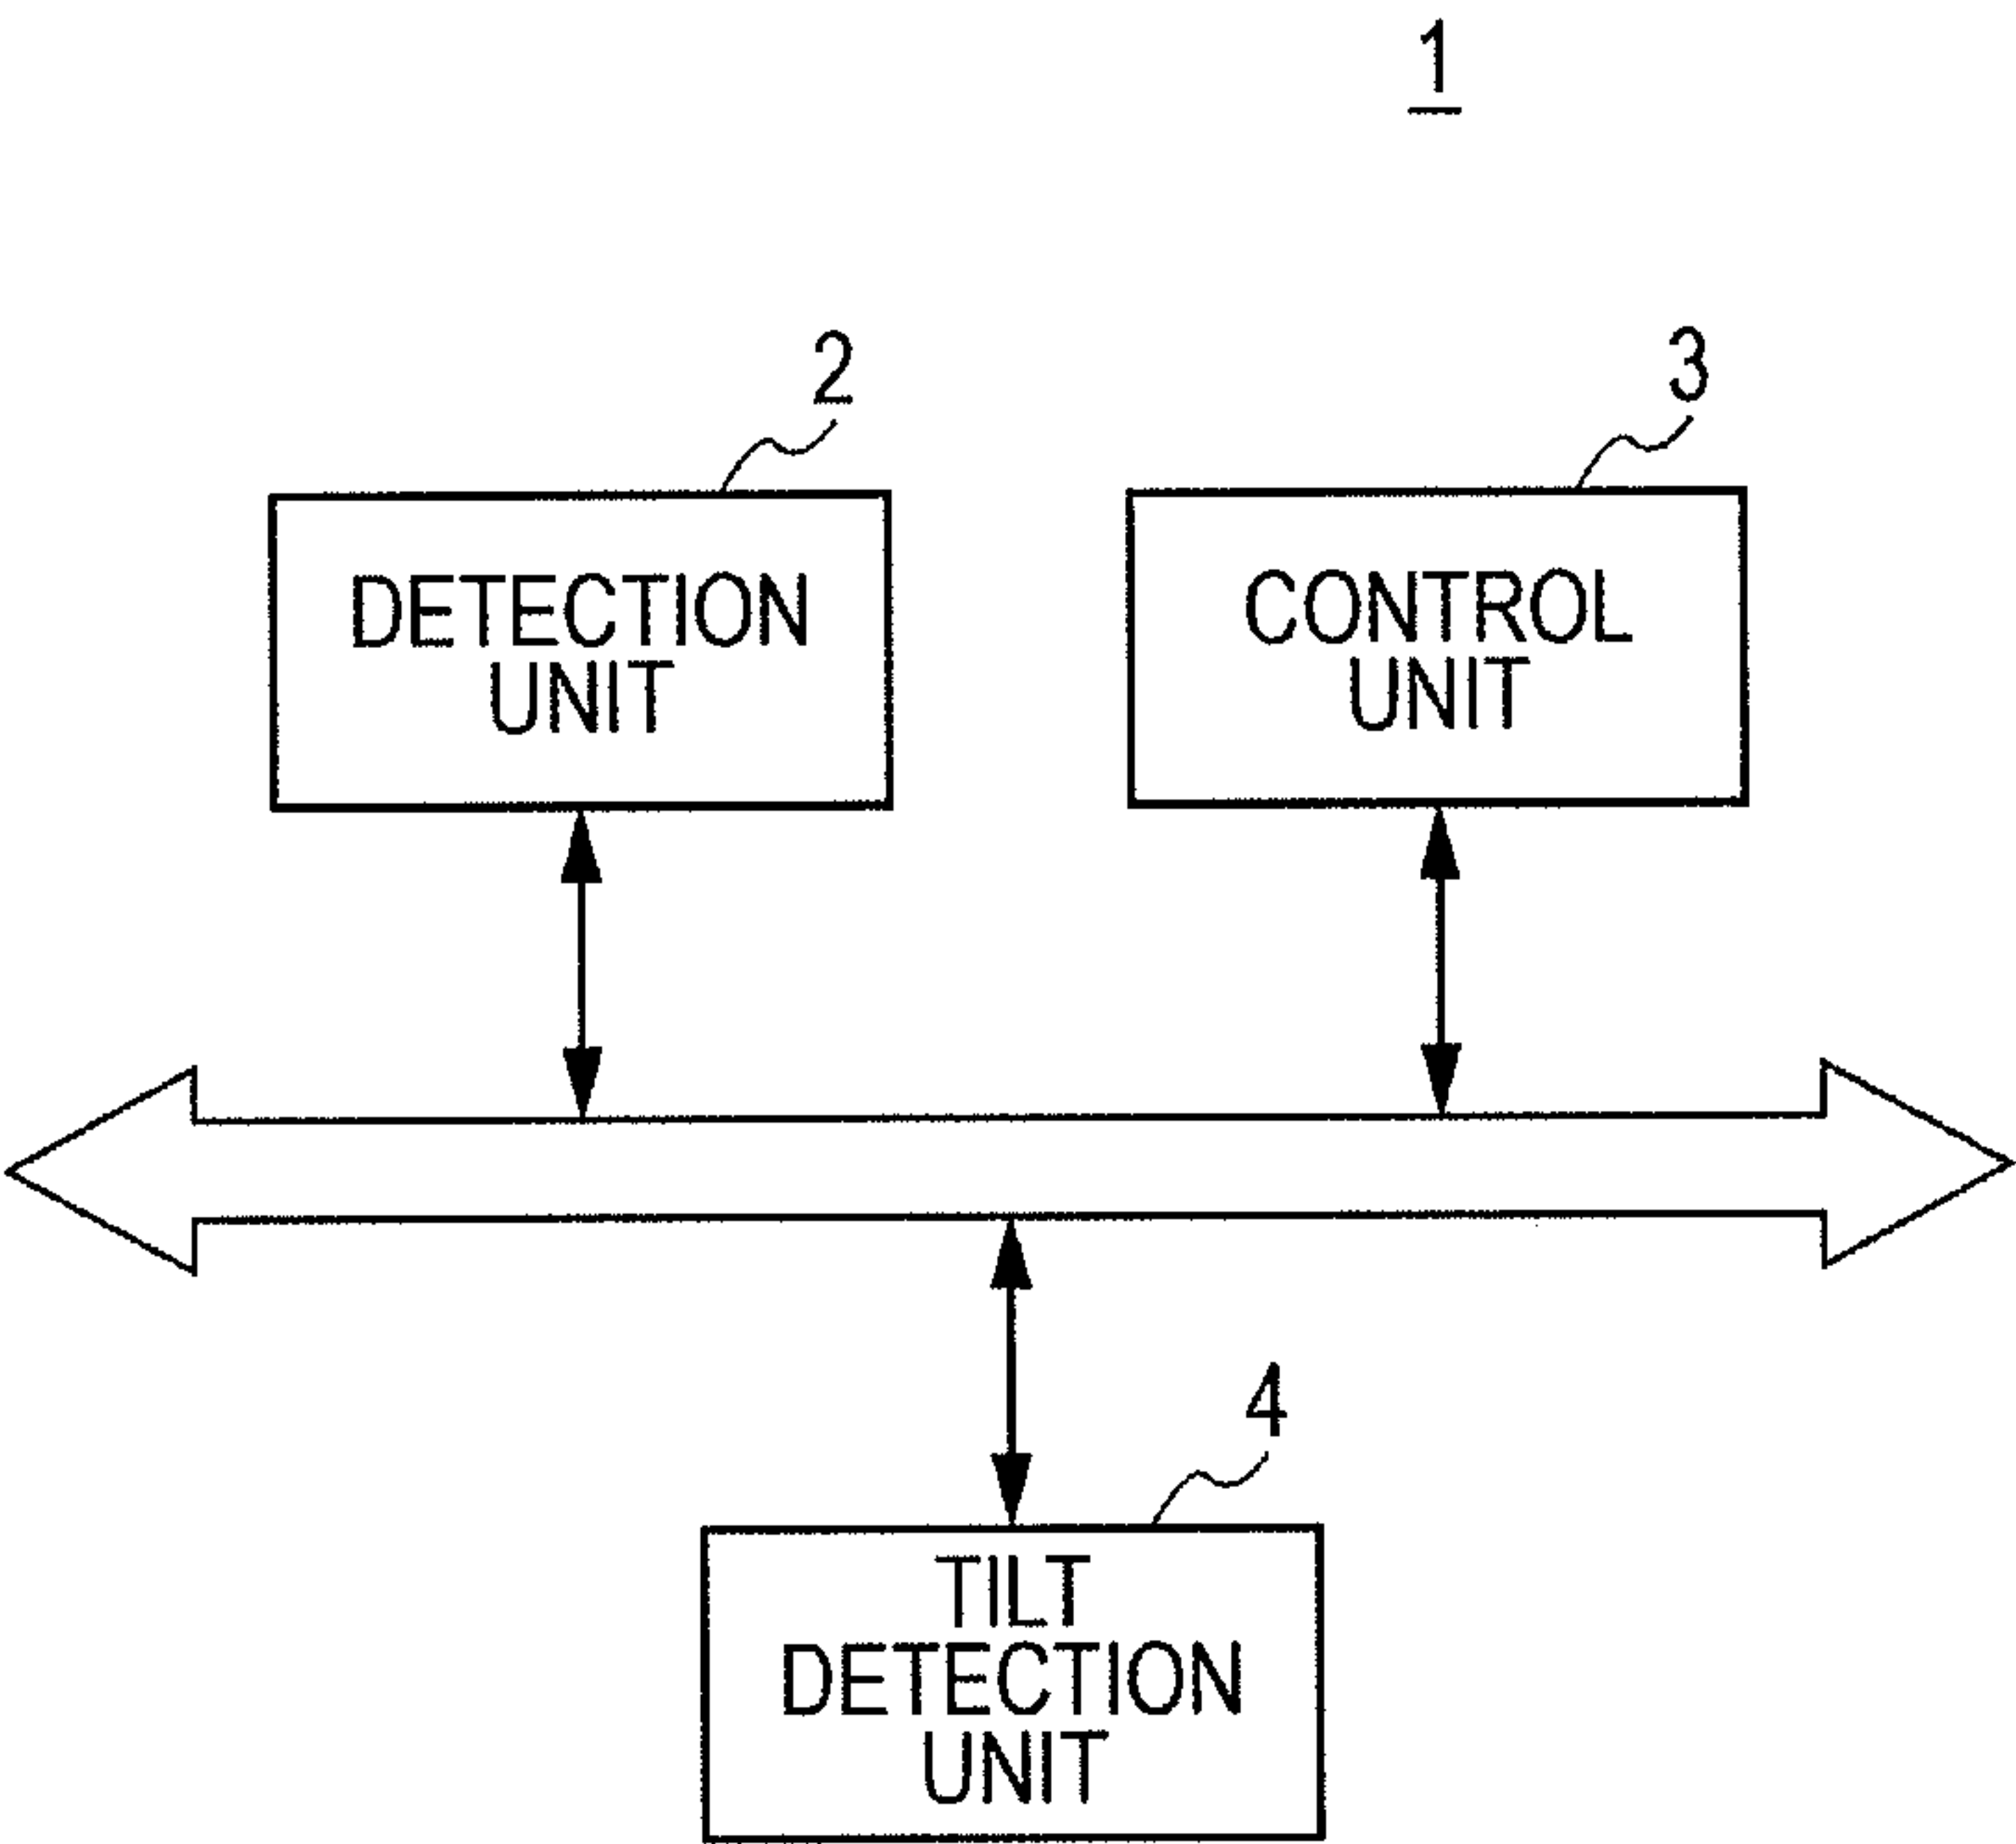 1
2
3
DETECTION
UNIT
CONTROL
UNIT
4
TILT
DETECTION
UNIT